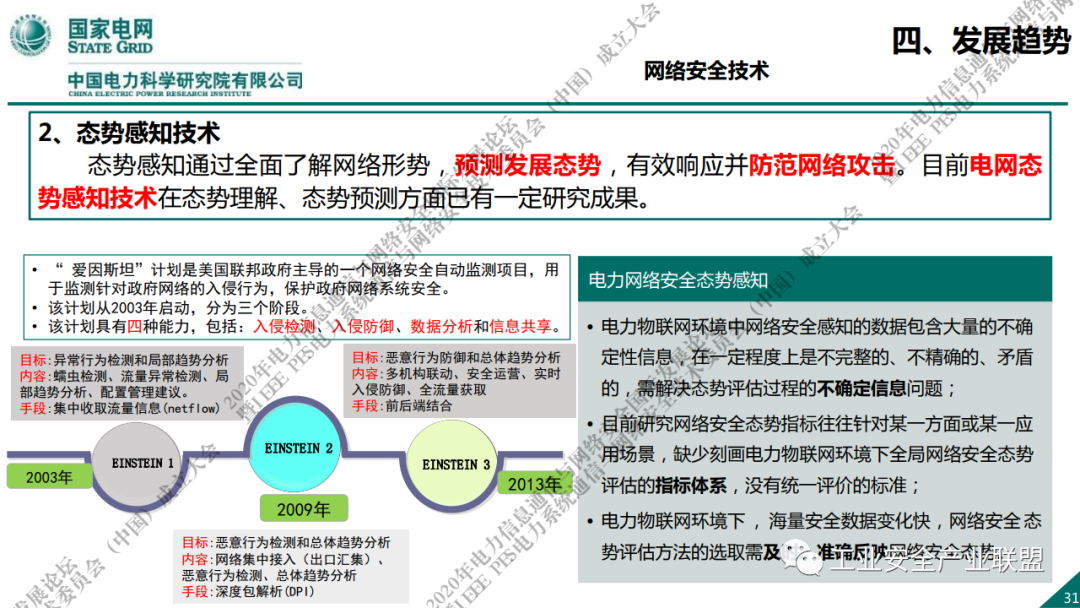 国家电网
STATE GRID
中国电力科学研究院有限公司
CHINA ELECTRIC POWER RESEARCH INSTITUTE
四、发展趋势
网络安全技术
2、态势感知技术
态势感知通过全面了解网络形势，预测发展态势，有效响应并防范网络攻击。目前电网态
势感知技术在态势理解、态势预测方面已有一定研究成果。
• “ 爱因斯坦”计划是美国联邦政府主导的一个网络安全自动监测项目，用
于监测针对政府网络的入侵行为，保护政府网络系统安全。
• 该计划从2003年启动，分为三个阶段。
• 该计划具有四种能力，包括：入侵检测、入侵防御、数据分析和信息共享。
目标:异常行为检测和局部趋势分析
内容:蠕虫检测、流量异常检测、局
部趋势分析、配置管理建议。
手段:集中收取流量信息(netflow)
目标:恶意行为防御和总体趋势分析
内容:多机构联动、安全运营、实时
入侵防御、全流量获取
手段:前后端结合
EINSTEIN 1
EINSTEIN 2
EINSTEIN 3
2003年
2009年
2013年
目标:恶意行为检测和总体趋势分析
内容:网络集中接入（出口汇集）、
恶意行为检测、总体趋势分析
手段:深度包解析(DPI)
电力网络安全态势感知
• 电力物联网环境中网络安全感知的数据包含大量的不确
定性信息，在一定程度上是不完整的、不精确的、矛盾
的，需解决态势评估过程的不确定信息问题；
• 目前研究网络安全态势指标往往针对某一方面或某一应
用场景，缺少刻画电力物联网环境下全局网络安全态势
评估的指标体系，没有统一评价的标准；
• 电力物联网环境下，海量安全数据变化快，网络安全态
势评估方法的选取需及准确反映网络安全态势
工业安全产业联盟
31